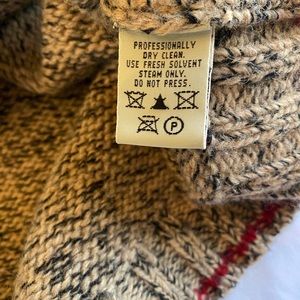 PROFESSIONALLY
DRY CLEAN.
USE FRESH SOLVENT
STEAM ONLY.
DO NOT PRESS.
P